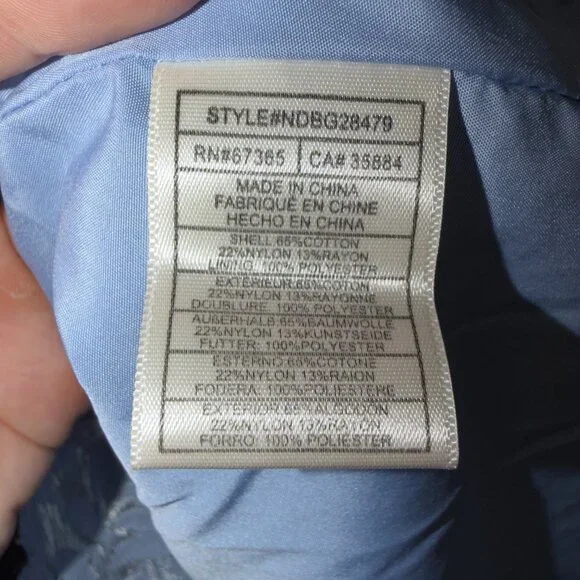 STYLE#NDBG28479
RN#67365 CA# 35884
MADE IN CHINA
FABRIQUÉ EN CHINE
HECHO EN CHINA
SHELL 65%COTTON
22%NYLON 13%RAYON
LINING: 100% POLYESTER
EXTÉRIEUR:65%COTON
22%NYLON 13%RAYONNE
DOUBLURE: 100% POLYESTER
AUßERHALB:65%BAUMWOLLE
22%NYLON 13%KUNSTSEIDE
FUTTER: 100% POLYESTER
ESTERNO:65%COTONE
22%NYLON 13%RAION
FODERA:100%POLIESTERE
EXTERIOR:65%ALGODON
22%NYLON 13%RAYON
FORRO: 100% POLIESTER